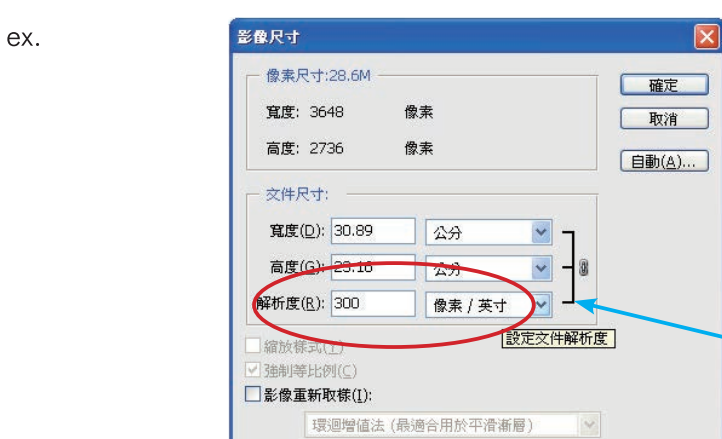 ex.
影像尺寸
像素尺寸:28.6M
寬度: 3648 像素
高度: 2736 像素
確定
取消
自動(A)...
文件尺寸:
寬度(D): 30.89 公分
高度(G): 23.16 公分
解析度(R): 300 像素 / 英寸
設定文件解析度
縮放樣式(Y)
強制等比例(C)
影像重新取樣(I):
環迴增值法 (最適合用於平滑漸層)